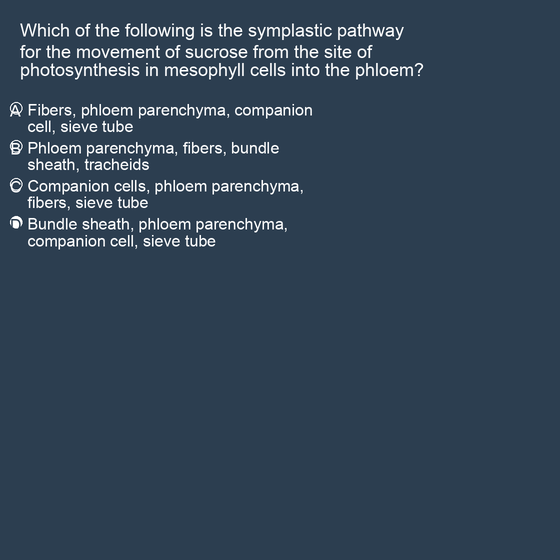 Which of the following is the symplastic pathway
for the movement of sucrose from the site of
photosynthesis in mesophyll cells into the phloem?
A Fibers, phloem parenchyma, companion
cell, sieve tube
B Phloem parenchyma, fibers, bundle
sheath, tracheids
C Companion cells, phloem parenchyma,
fibers, sieve tube
D Bundle sheath, phloem parenchyma,
companion cell, sieve tube